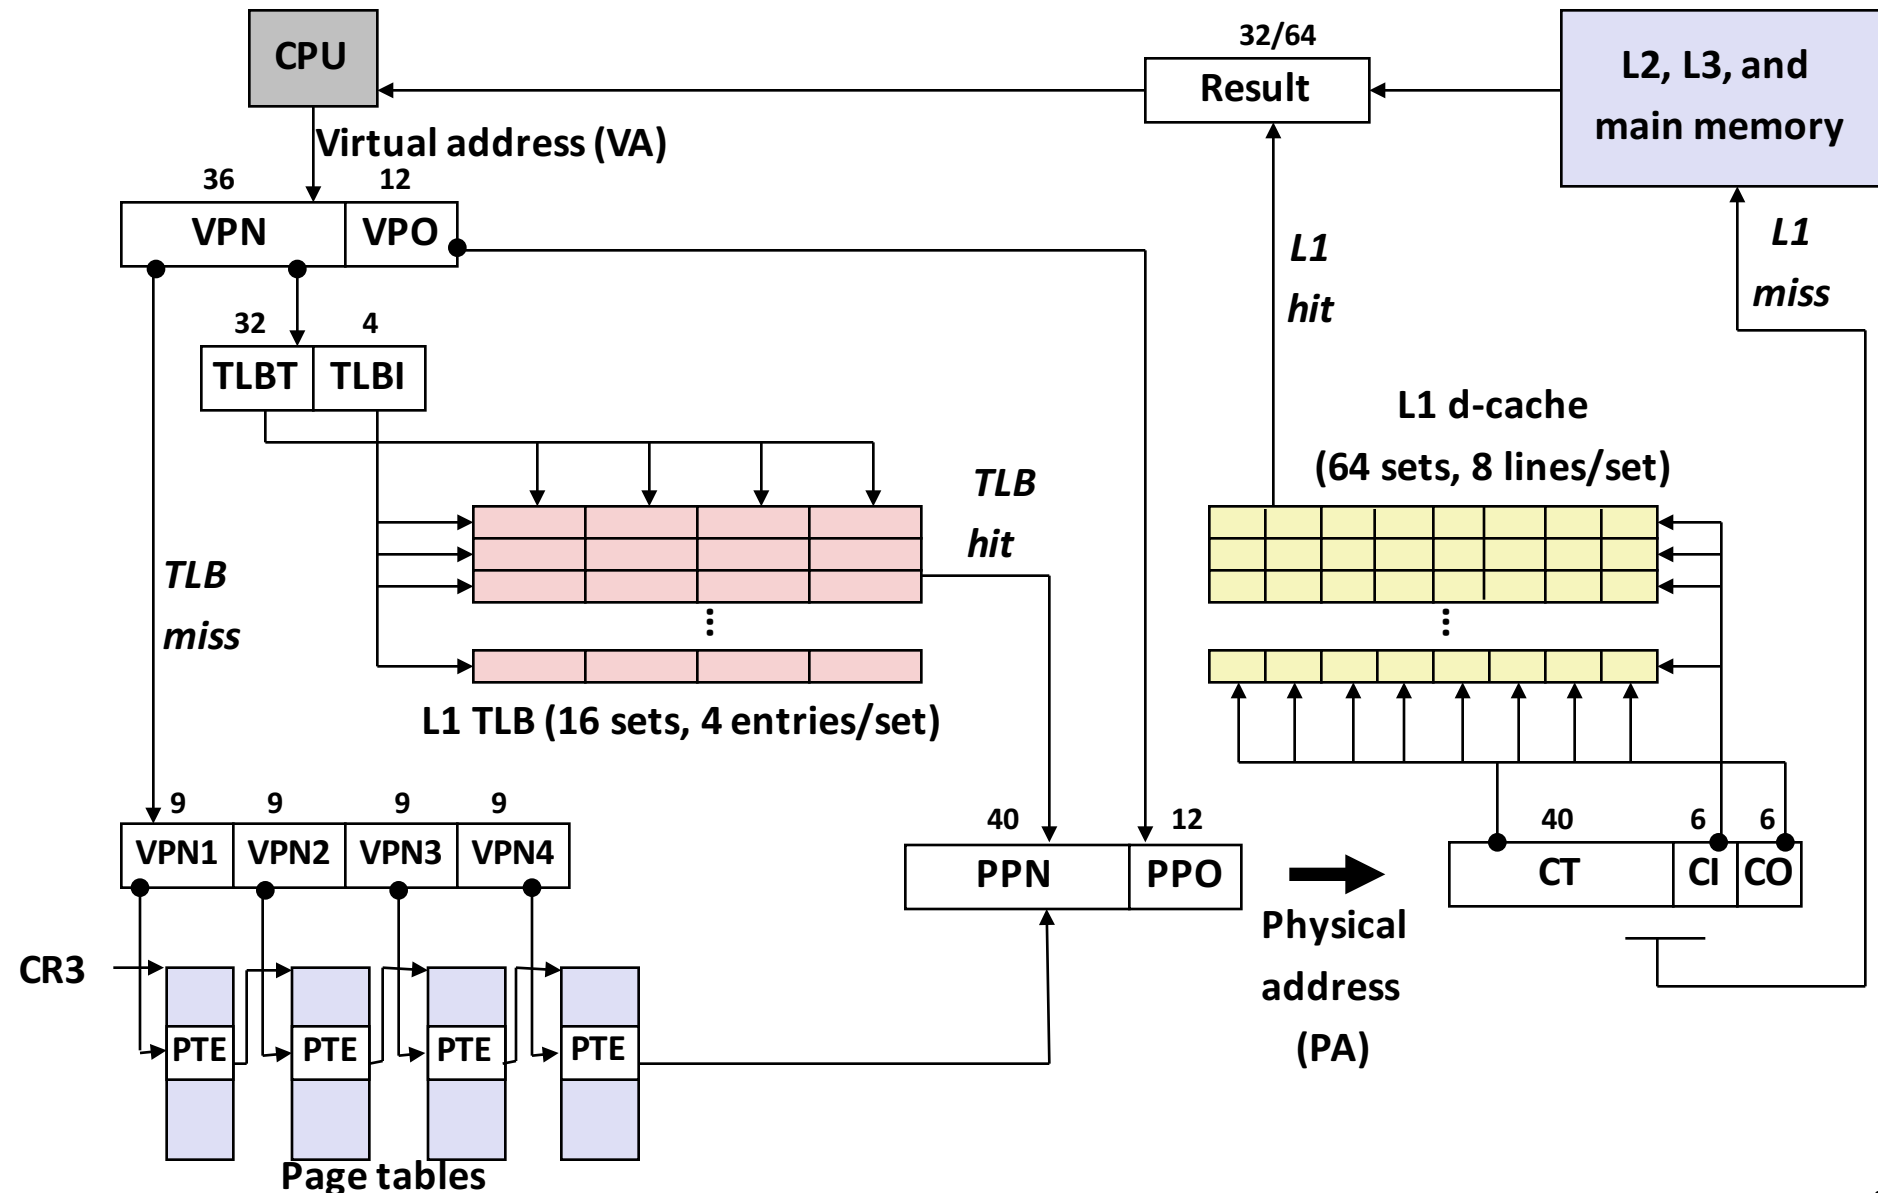 CPU
32/64
Result
L2, L3, and
main memory
Virtual address (VA)
36
12
VPN
VPO
L1
hit
L1
miss
32
4
TLBT
TLBI
L1 d-cache
(64 sets, 8 lines/set)
TLB
hit
TLB
miss
...
...
L1 TLB (16 sets, 4 entries/set)
9
9
9
9
VPN1
VPN2
VPN3
VPN4
40
12
PPN
PPO
40
6
6
CT
CI
CO
Physical
address
(PA)
CR3
PTE
PTE
PTE
PTE
Page tables